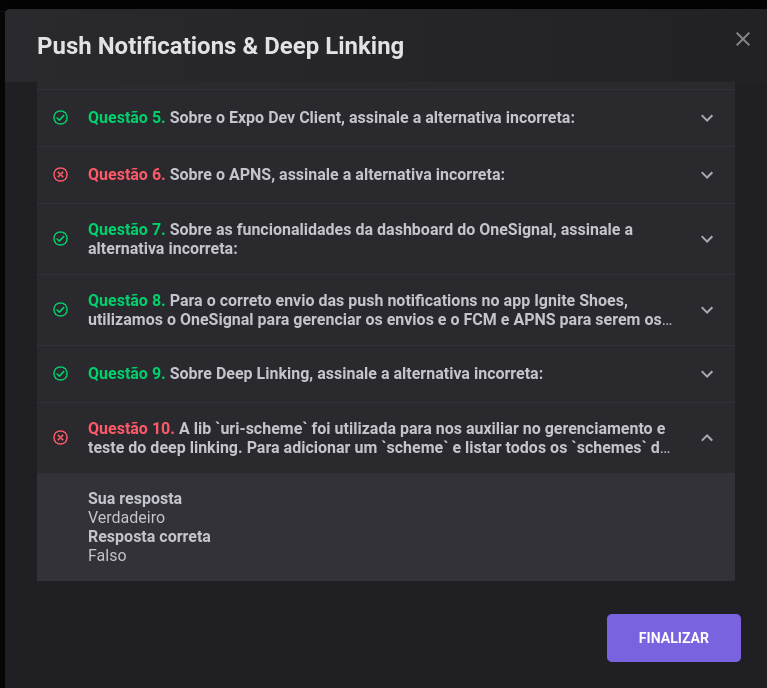 Push Notifications & Deep Linking
Questão 5. Sobre o Expo Dev Client, assinale a alternativa incorreta:
Questão 6. Sobre o APNS, assinale a alternativa incorreta:
Questão 7. Sobre as funcionalidades da dashboard do OneSignal, assinale a
alternativa incorreta:
Questão 8. Para o correto envio das push notifications no app Ignite Shoes,
utilizamos o OneSignal para gerenciar os envios e o FCM e APNS para serem os...
Questão 9. Sobre Deep Linking, assinale a alternativa incorreta:
Questão 10. A lib `uri-scheme` foi utilizada para nos auxiliar no gerenciamento e
teste do deep linking. Para adicionar um `scheme` e listar todos os `schemes` d...
Sua resposta
Verdadeiro
Resposta correta
Falso
FINALIZAR